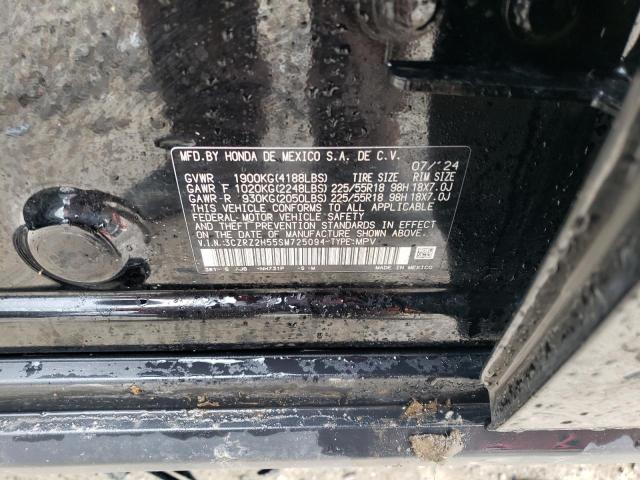 MFD.BY HONDA DE MEXICO S.A. DE C.V. 07/'24
GVWR 1900KG(4188LBS) TIRE SIZE RIM SIZE
GAWR F 1020KG(2248LBS) 225/55R18 98H 18X7.0J
GAWR-R 930KG(2050LBS) 225/55R18 98H 18X7.0J
THIS VEHICLE CONFORMS TO ALL APPLICABLE
FEDERAL-MOTOR VEHICLE SAFETY
AND THEFT PREVENTION STANDARDS IN EFFECT
ON THE DATE OF MANUFACTURE SHOWN ABOVE.
V.I.N.:3CZRZ2H55SM725094-TYPE:MPV
-NH731P -S -M MADE IN MEXICO